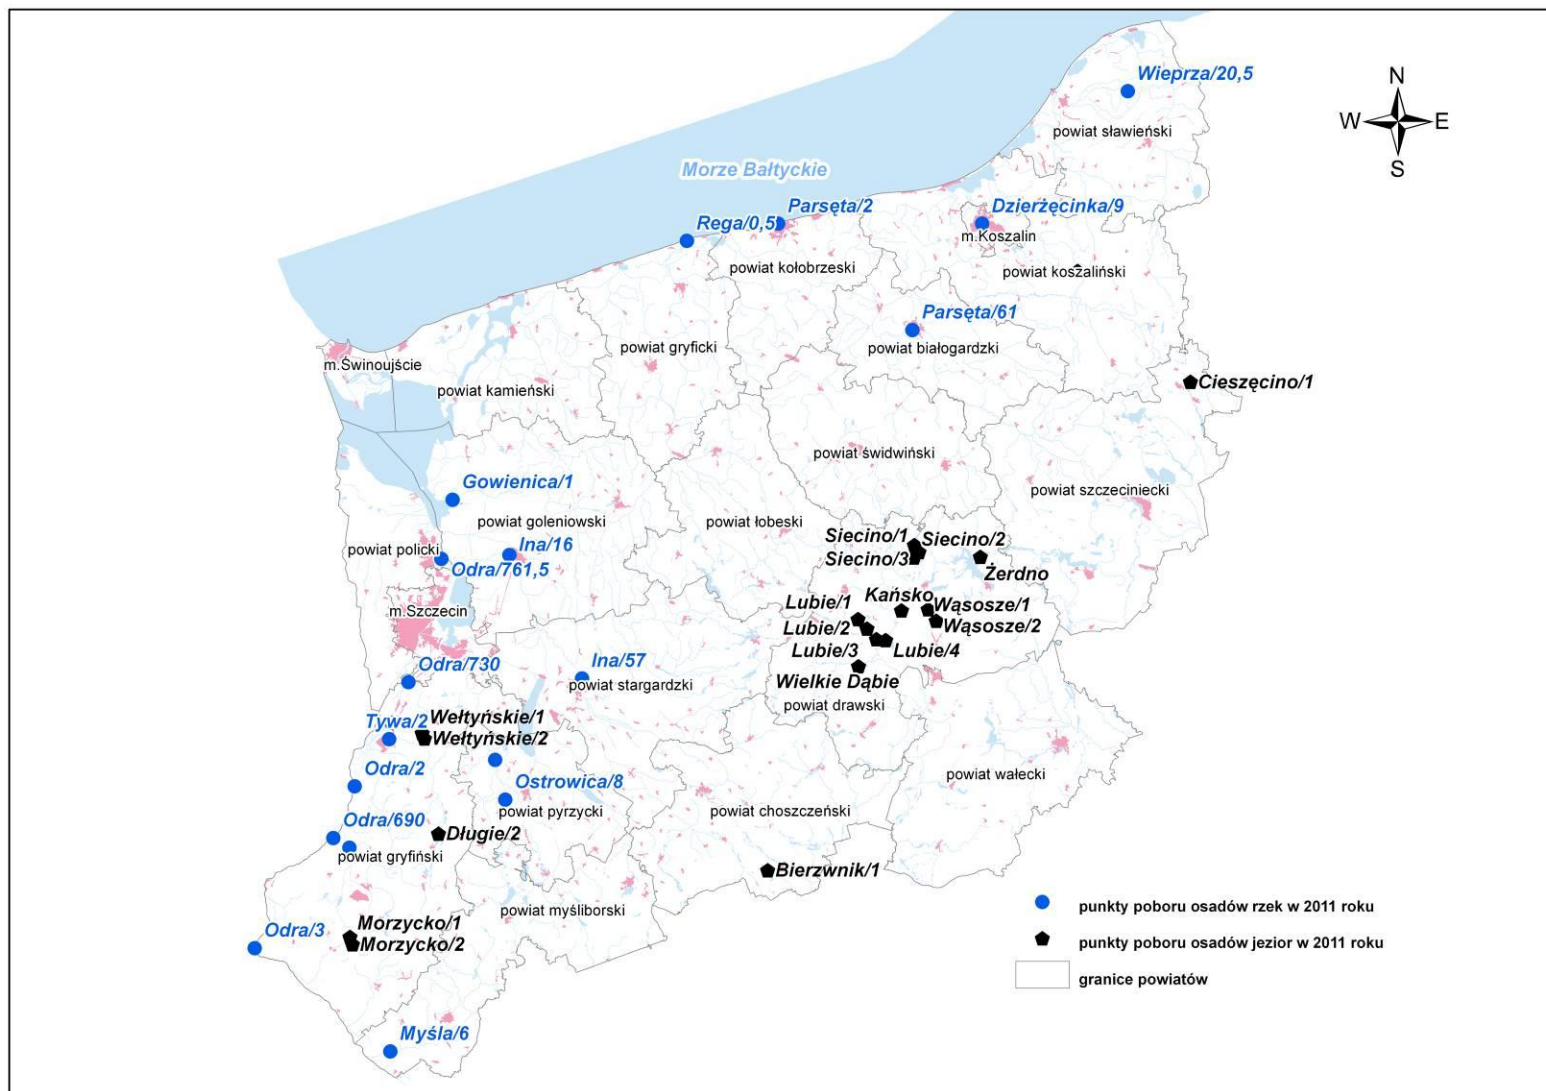 Wieprza/20,5
N
W E
S
powiat sławieński
Morze Bałtyckie
Rega/0,5
Parsęta/2
Dzierżęcinka/9
m.Koszalin
powiat kołobrzeski
powiat koszaliński
Parsęta/61
powiat białogardzki
powiat gryficki
m.Świnoujście
powiat kamieński
Cieszęcino/1
powiat świdwiński
Gowienica/1
powiat szczeciniecki
powiat goleniowski
powiat łobeski
Siecino/1
Siecino/2
powiat policki
Ina/16
Siecino/3
Odra/761,5
Żerdno
Kańsko
m.Szczecin
Lubie/1
Wąsosze/1
Lubie/2
Wąsosze/2
Lubie/3
Lubie/4
Odra/730
Ina/57
powiat stargardzki
Wielkie Dąbie
powiat drawski
Tywa/2
Wełtyńskie/1
Wełtyńskie/2
Odra/2
powiat wałecki
Ostrowica/8
powiat pyrzycki
powiat choszczeński
Odra/690
Długie/2
powiat gryfiński
Bierzwnik/1
powiat myśliborski
Morzycko/1
Odra/3
Morzycko/2
Myśla/6
punkty poboru osadów rzek w 2011 roku
punkty poboru osadów jezior w 2011 roku
granice powiatów